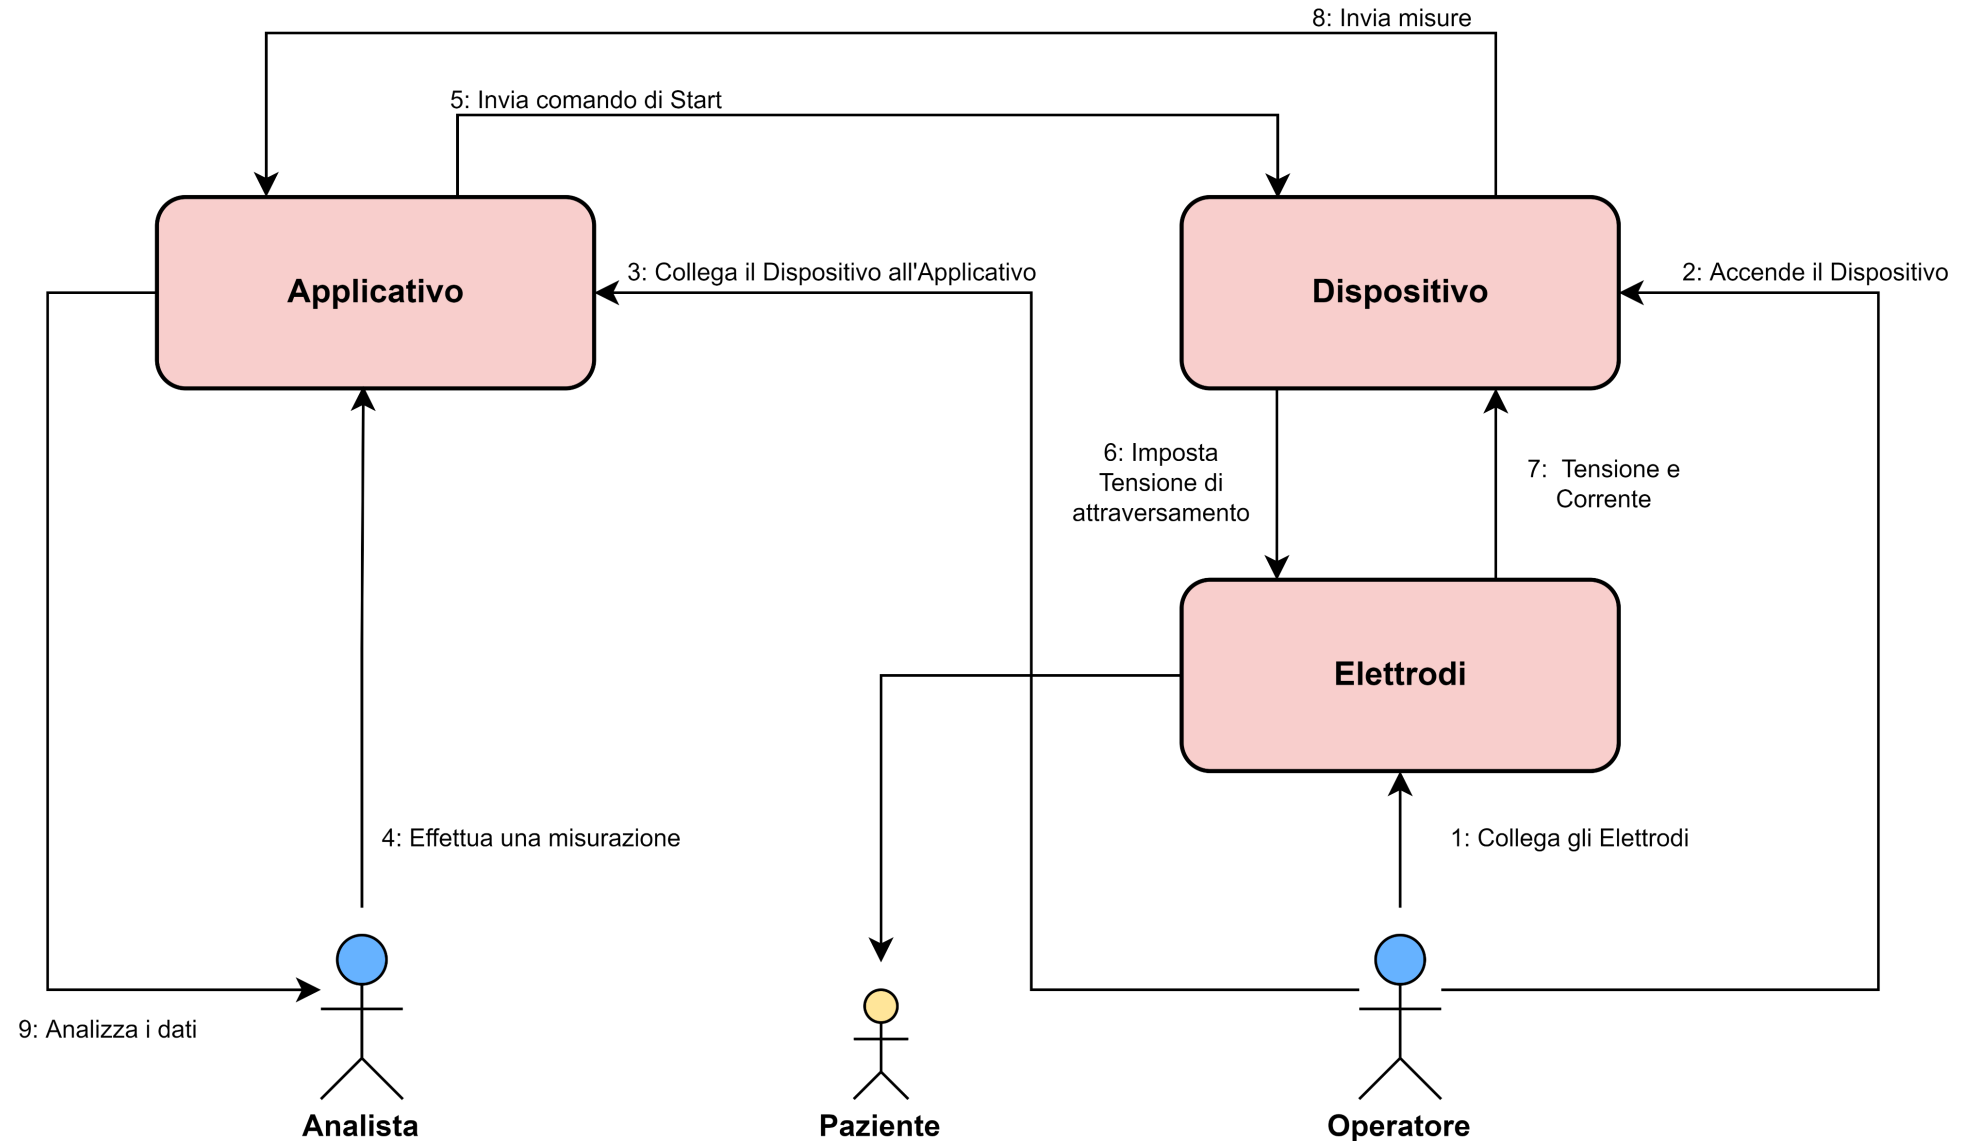 8: Invia misure
5: Invia comando di Start
3: Collega il Dispositivo all'Applicativo
2: Accende il Dispositivo
Applicativo
Dispositivo
6: Imposta
Tensione di
attraversamento
7:  Tensione e
Corrente
Elettrodi
4: Effettua una misurazione
1: Collega gli Elettrodi
9: Analizza i dati
Analista
Paziente
Operatore